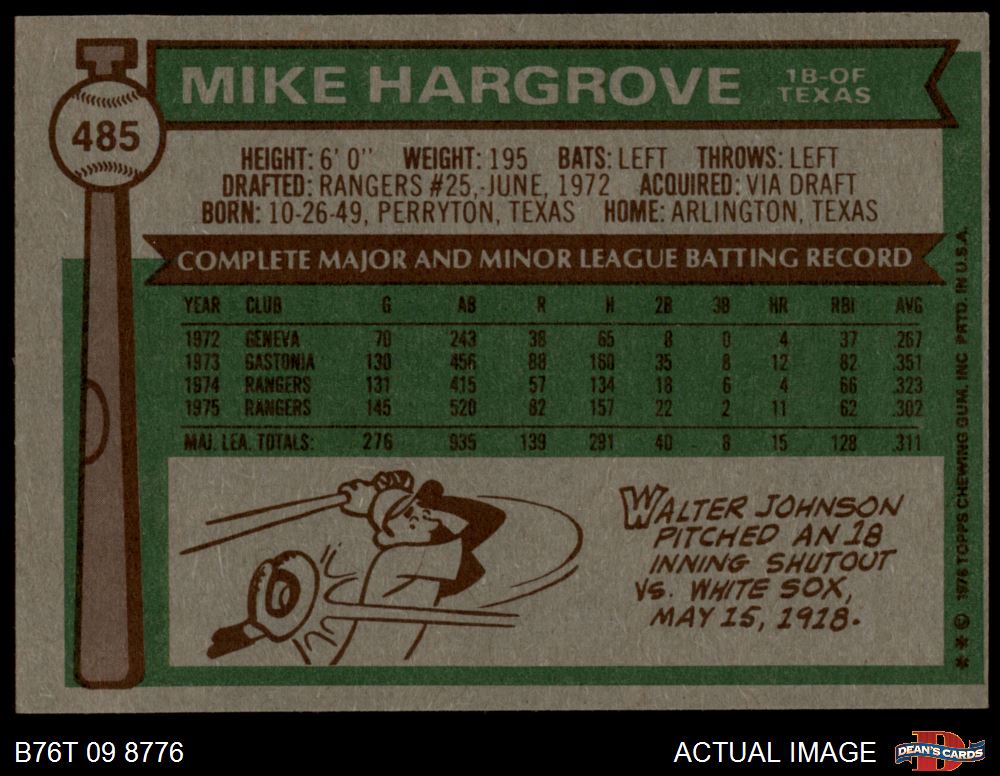 485
MIKE HARGROVE
1B-OF
TEXAS
HEIGHT: 6' 0" WEIGHT: 195 BATS: LEFT THROWS: LEFT
DRAFTED: RANGERS #25,-JUNE, 1972 ACQUIRED: VIA DRAFT
BORN: 10-26-49, PERRYTON, TEXAS HOME: ARLINGTON, TEXAS
COMPLETE MAJOR AND MINOR LEAGUE BATTING RECORD
YEAR CLUB G AB R H 2B 3B HR RBI AVG
1972 GENEVA 70 243 38 65 8 0 4 37 .267
1973 GASTONIA 130 456 88 160 35 8 12 82 .351
1974 RANGERS 131 415 57 134 18 6 4 66 .323
1975 RANGERS 145 520 82 157 22 2 11 62 .302
MAJ. LEA. TOTALS: 276 935 139 291 40 8 15 128 .311
WALTER JOHNSON
PITCHED AN 18
INNING SHUTOUT
VS. WHITE SOX,
MAY 15, 1918.
** © 1976 TOPPS CHEWING GUM, INC PRTD. IN U.S.A.
B76T 09 8776
ACTUAL IMAGE
DEAN'S CARDS